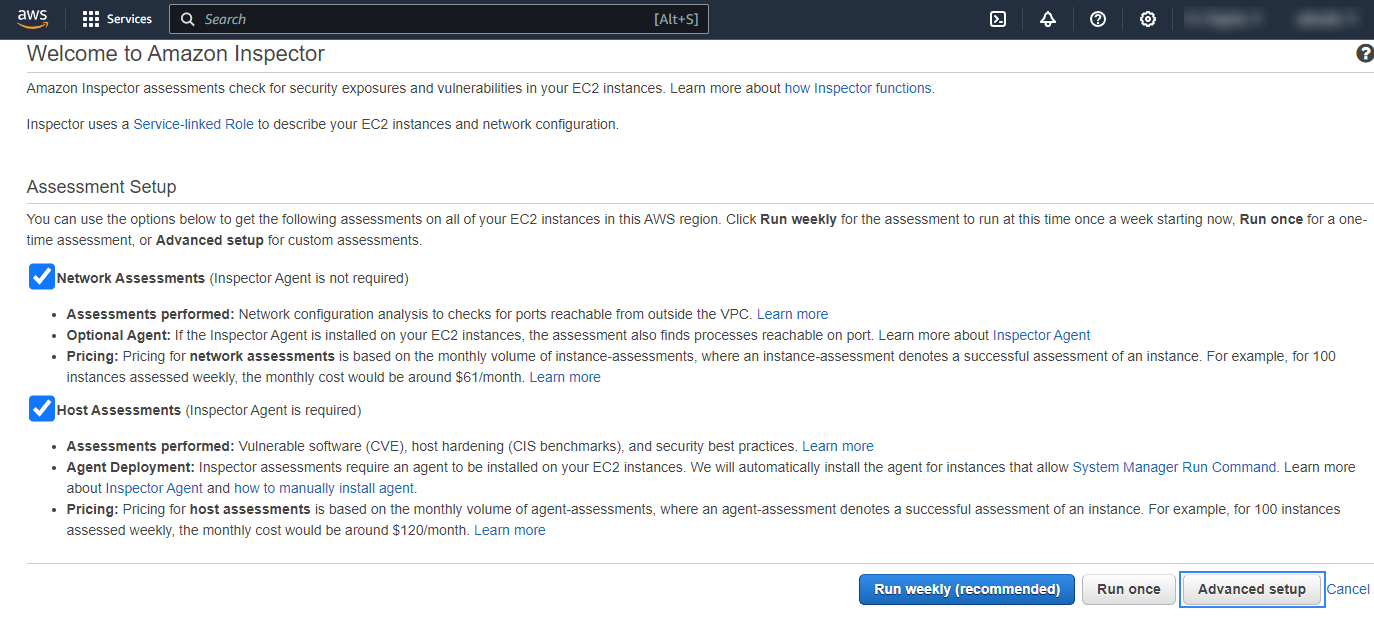 aws Services Search [Alt+S]
Welcome to Amazon Inspector
Amazon Inspector assessments check for security exposures and vulnerabilities in your EC2 instances. Learn more about how Inspector functions.
Inspector uses a Service-linked Role to describe your EC2 instances and network configuration.
Assessment Setup
You can use the options below to get the following assessments on all of your EC2 instances in this AWS region. Click Run weekly for the assessment to run at this time once a week starting now, Run once for a one-
time assessment, or Advanced setup for custom assessments.
Network Assessments (Inspector Agent is not required)
• Assessments performed: Network configuration analysis to checks for ports reachable from outside the VPC. Learn more
• Optional Agent: If the Inspector Agent is installed on your EC2 instances, the assessment also finds processes reachable on port. Learn more about Inspector Agent
• Pricing: Pricing for network assessments is based on the monthly volume of instance-assessments, where an instance-assessment denotes a successful assessment of an instance. For example, for 100
instances assessed weekly, the monthly cost would be around $61/month. Learn more
Host Assessments (Inspector Agent is required)
• Assessments performed: Vulnerable software (CVE), host hardening (CIS benchmarks), and security best practices. Learn more
• Agent Deployment: Inspector assessments require an agent to be installed on your EC2 instances. We will automatically install the agent for instances that allow System Manager Run Command. Learn more
about Inspector Agent and how to manually install agent.
• Pricing: Pricing for host assessments is based on the monthly volume of agent-assessments, where an agent-assessment denotes a successful assessment of an instance. For example, for 100 instances
assessed weekly, the monthly cost would be around $120/month. Learn more
Run weekly (recommended) Run once Advanced setup Cancel